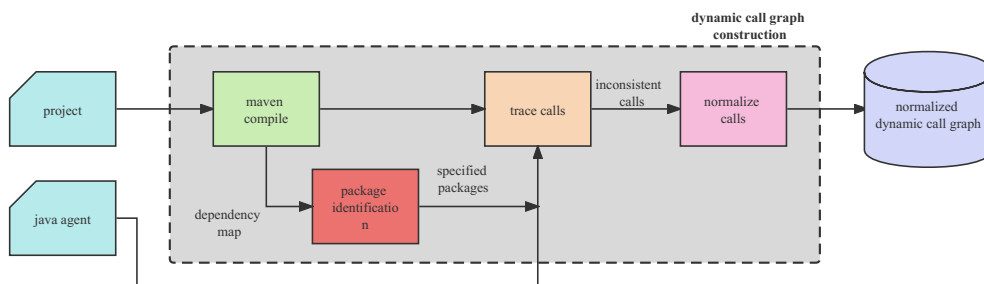 dynamic call graph
construction
project
maven
compile
trace calls
inconsistent
calls
normalize
calls
normalized
dynamic call graph
java agent
dependency
map
package
identificatio
n
specified
packages